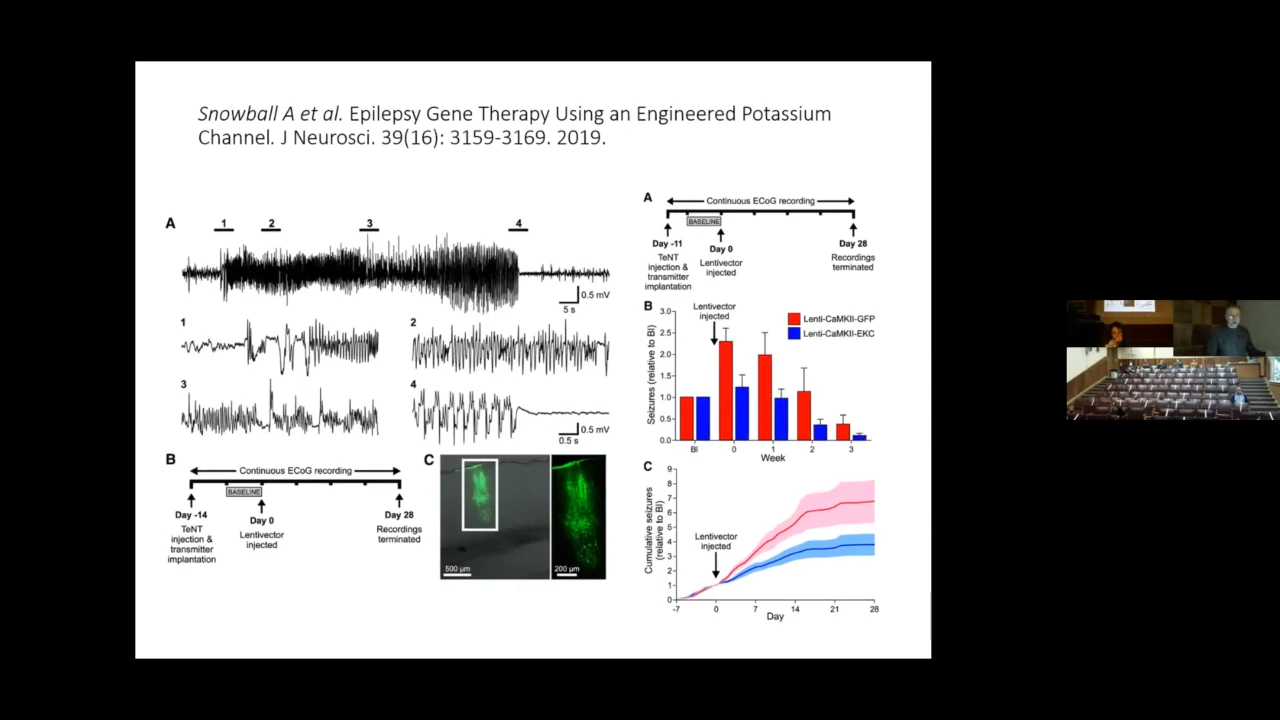 Snowball A et al. Epilepsy Gene Therapy Using an Engineered Potassium
Channel. J Neurosci. 39(16): 3159-3169. 2019.
A
1
2
3
4
0.5 mV
5 s
1
2
3
4
0.5 mV
0.5 s
B
Continuous ECoG recording
BASELINE
Day -14
TeNT
injection &
transmitter
implantation
Day 0
Lentivector
injected
Day 28
Recordings
terminated
C
500 µm
200 µm
A
Continuous ECoG recording
BASELINE
Day -11
TeNT
injection &
transmitter
implantation
Day 0
Lentivector
injected
Day 28
Recordings
terminated
B
Lentivector
injected
Lenti-CaMKII-GFP
Lenti-CaMKII-EKC
Seizures (relative to Bl)
3.0
2.5
2.0
1.5
1.0
0.5
0.0
Bl
0
1
2
3
Week
C
Lentivector
injected
Cumulative seizures
(relative to Bl)
9
8
7
6
5
4
3
2
1
0
-7
0
7
14
21
28
Day